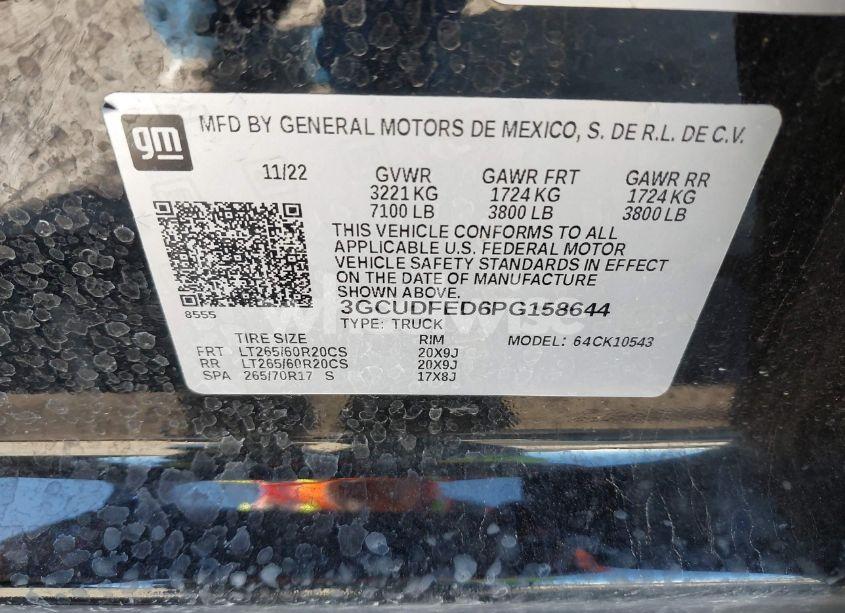 gm MFD BY GENERAL MOTORS DE MEXICO, S. DE R.L. DE C.V.
11/22 GVWR GAWR FRT GAWR RR
3221 KG 1724 KG 1724 KG
7100 LB 3800 LB 3800 LB
THIS VEHICLE CONFORMS TO ALL
APPLICABLE U.S. FEDERAL MOTOR
VEHICLE SAFETY STANDARDS IN EFFECT
ON THE DATE OF MANUFACTURE
SHOWN ABOVE.
8555
3GCUDFED6PG158644
TYPE: TRUCK MODEL: 64CK10543
TIRE SIZE RIM
FRT LT265/60R20CS 20X9J
RR LT265/60R20CS 20X9J
SPA 265/70R17 S 17X8J